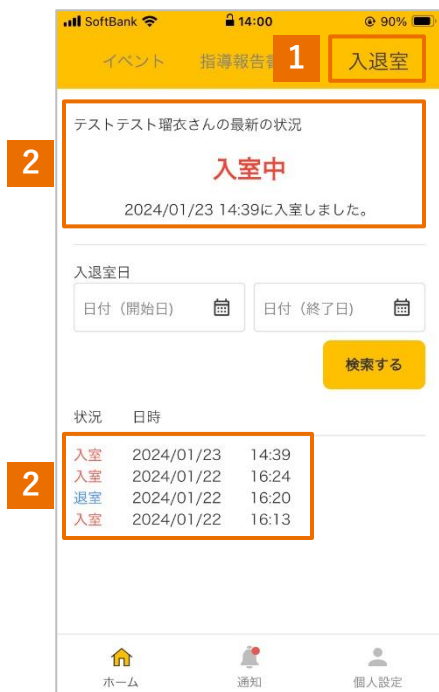 SoftBank 14:00 90%
イベント 指導報告書 1 入退室
テストテスト瑠衣さんの最新の状況
2 入室中
2024/01/23 14:39に入室しました。
入退室日
日付（開始日) 日付（終了日）
検索する
状況 日時
入室 2024/01/23 14:39
入室 2024/01/22 16:24
2 退室 2024/01/22 16:20
入室 2024/01/22 16:13
ホーム 通知 個人設定